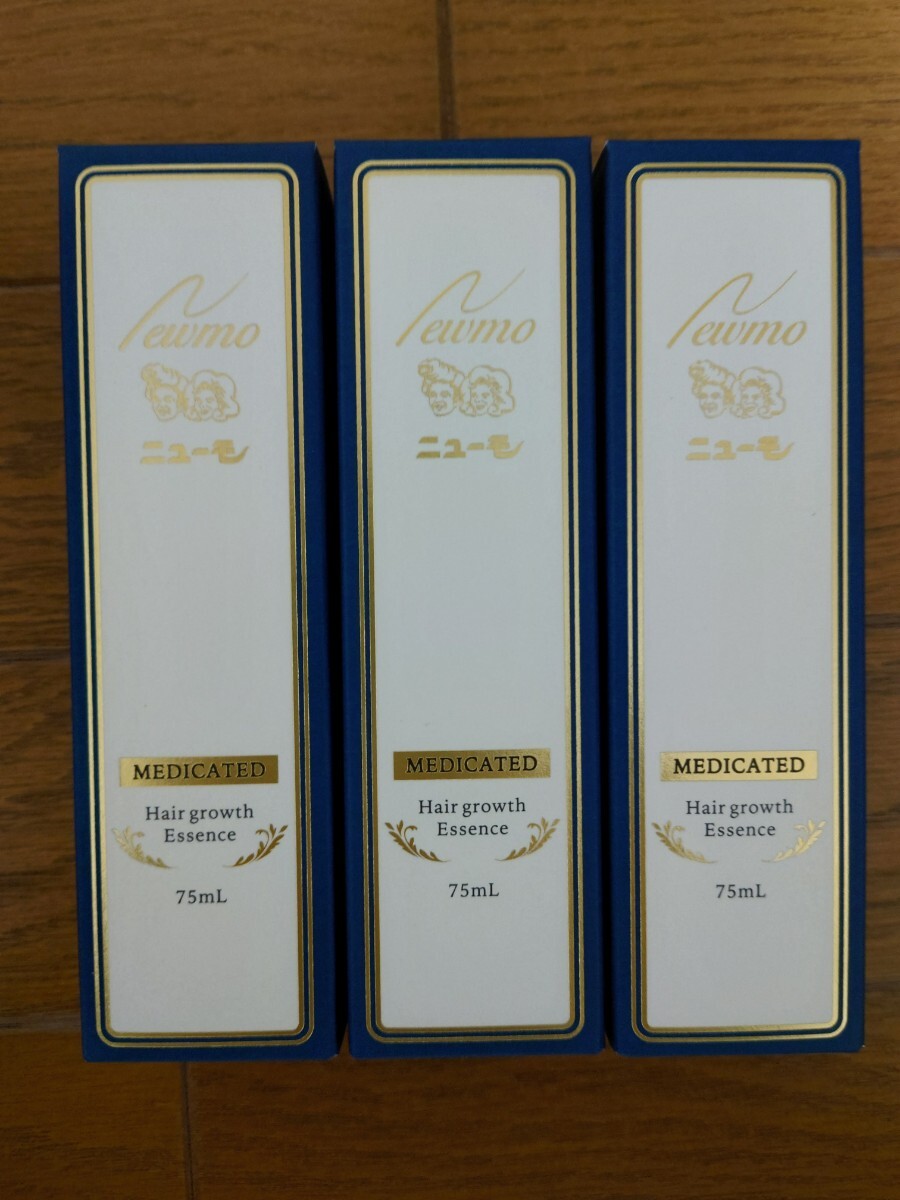 Newmo
ニューモ
MEDICATED
Hair growth
Essence
75mL
Newmo
ニューモ
MEDICATED
Hair growth
Essence
75mL
Newmo
ニューモ
MEDICATED
Hair growth
Essence
75mL